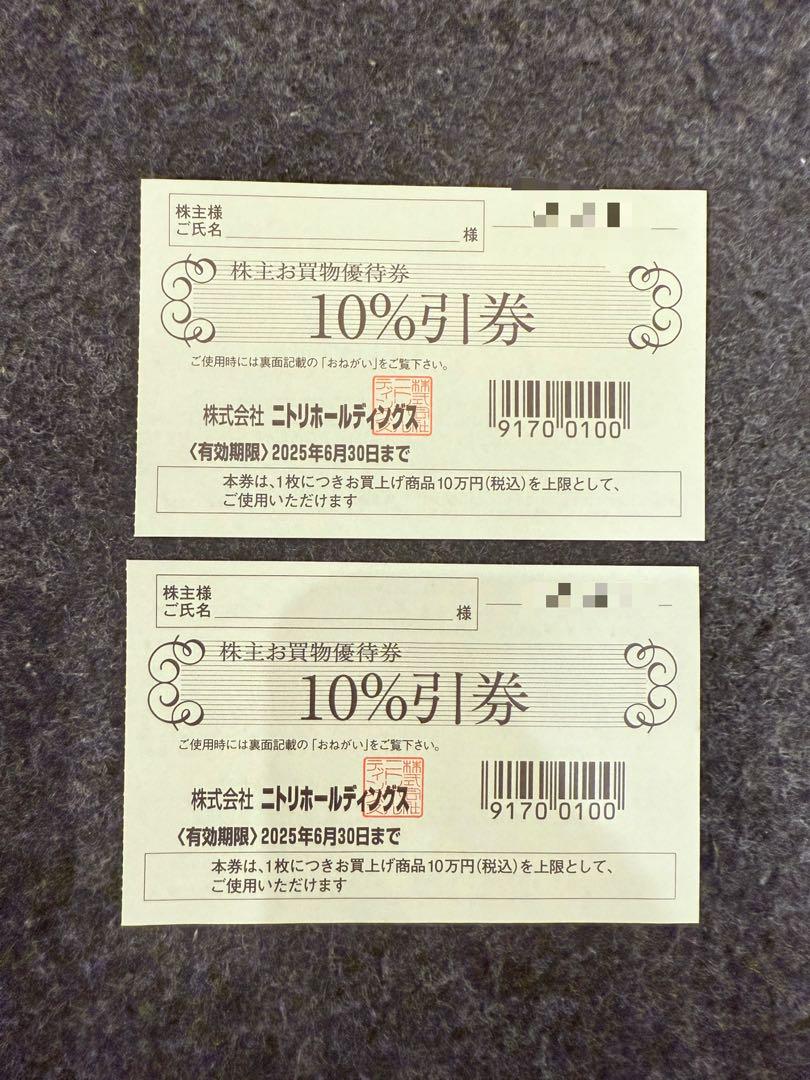 株主様
ご氏名 様
株主お買物優待券
10%引券
ご使用時には裏面記載の「おねがい」をご覧下さい。
株式会社 ニトリホールディングス
9170 0100
〈有効期限〉2025年6月30日まで
本券は、1枚につきお買上げ商品10万円(税込)を上限として、
ご使用いただけます
株主様
ご氏名 様
株主お買物優待券
10%引券
ご使用時には裏面記載の「おねがい」をご覧下さい。
株式会社 ニトリホールディングス
9170 0100
〈有効期限〉2025年6月30日まで
本券は、1枚につきお買上げ商品10万円(税込)を上限として、
ご使用いただけます